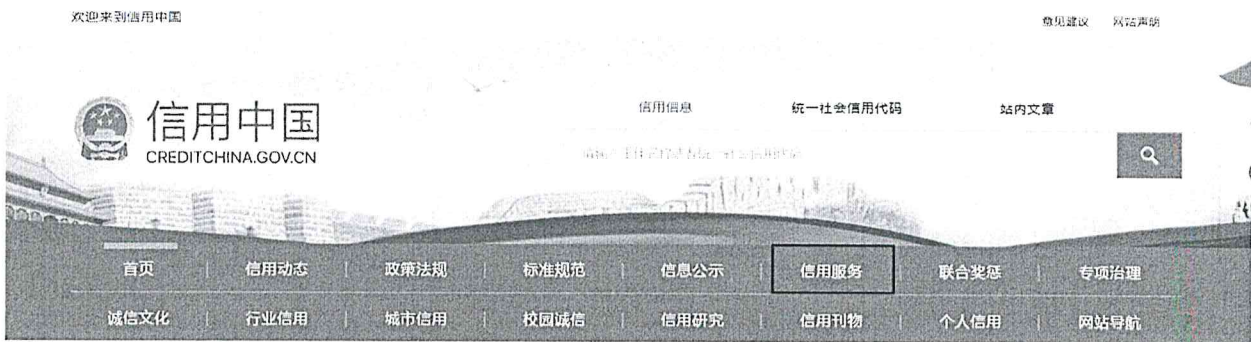 欢迎来到信用中国
意见建议 网站声明
信用信息 统一社会信用代码 站内文章
信用中国
CREDITCHINA.GOV.CN
首页 信用动态 政策法规 标准规范 信息公示 信用服务 联合奖惩 专项治理
诚信文化 行业信用 城市信用 校园诚信 信用研究 信用刊物 个人信用 网站导航